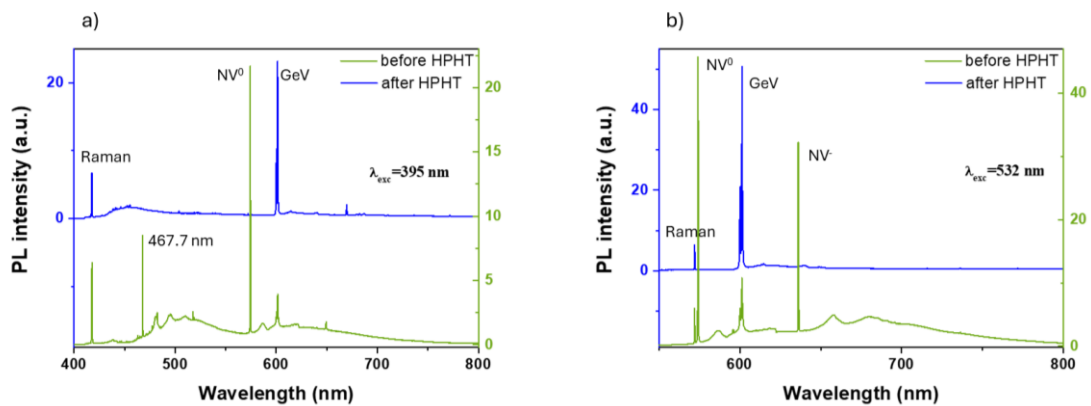 a)
before HPHT
after HPHT
NV⁰
GeV
Raman
λexc=395 nm
467.7 nm
PL intensity (a.u.)
20
0
20
15
10
5
0
400
500
600
700
800
Wavelength (nm)
b)
before HPHT
after HPHT
NV⁰
GeV
NV⁻
λexc=532 nm
Raman
PL intensity (a.u.)
40
20
0
40
20
0
600
700
800
Wavelength (nm)